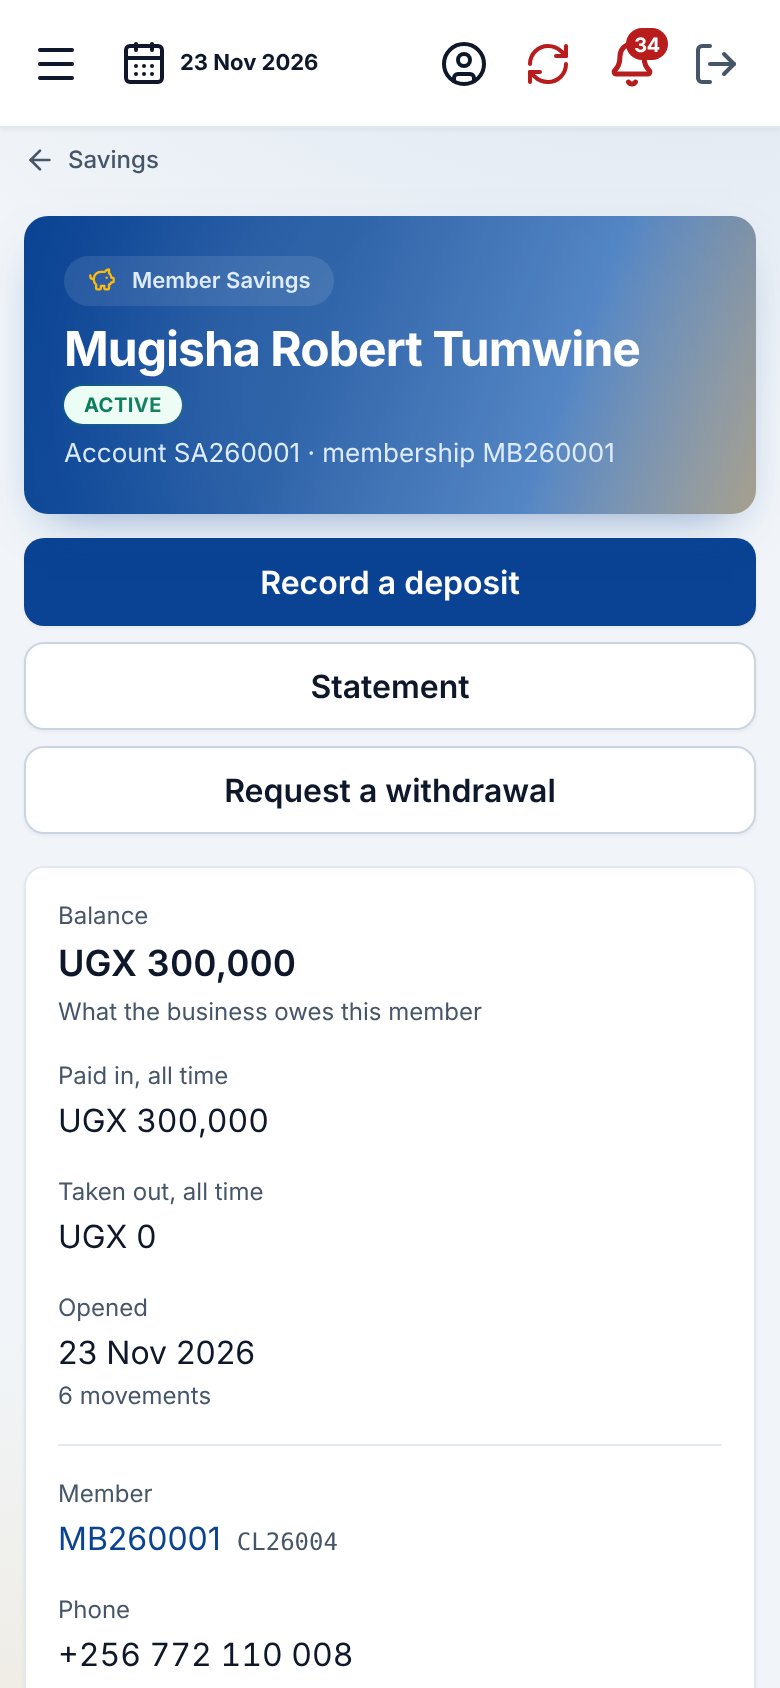 23 Nov 2026
34
Savings
Member Savings
Mugisha Robert Tumwine
ACTIVE
Account SA260001 · membership MB260001
Record a deposit
Statement
Request a withdrawal
Balance
UGX 300,000
What the business owes this member
Paid in, all time
UGX 300,000
Taken out, all time
UGX 0
Opened
23 Nov 2026
6 movements
Member
MB260001 CL26004
Phone
+256 772 110 008